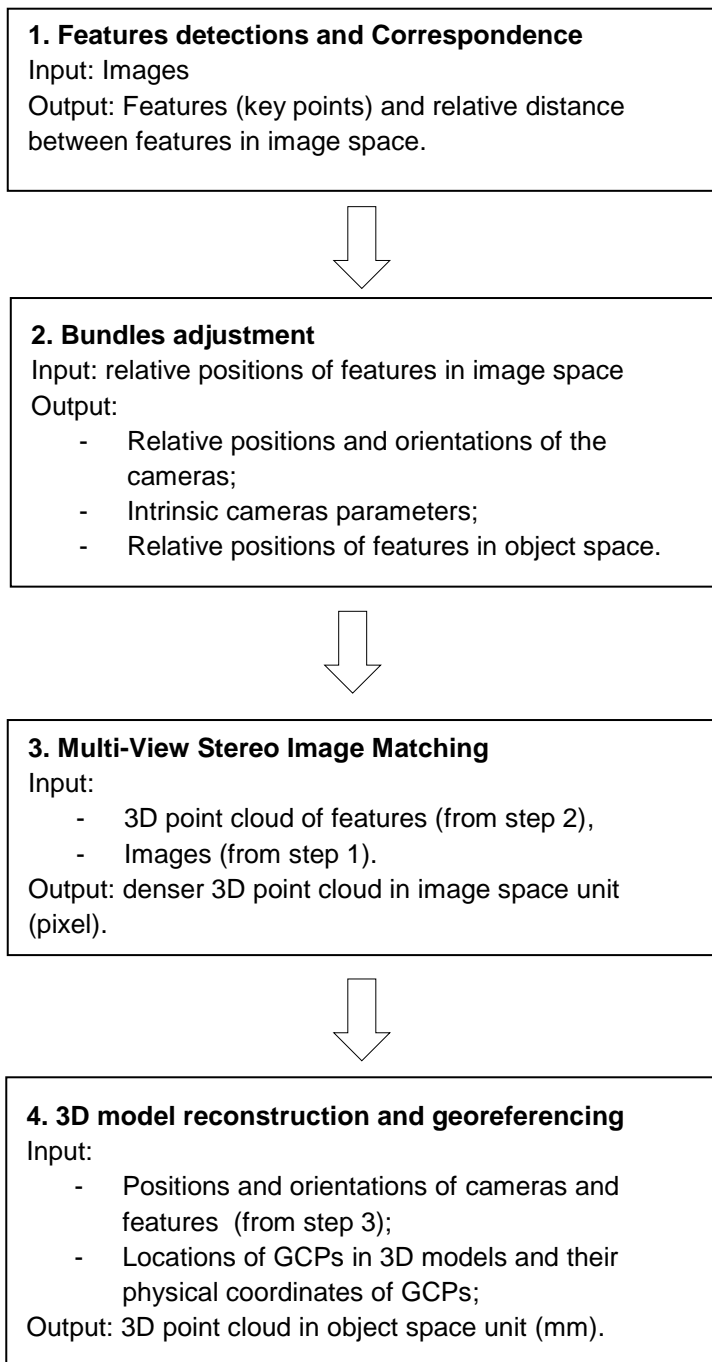 1. Features detections and Correspondence
Input: Images
Output: Features (key points) and relative distance
between features in image space.
2. Bundles adjustment
Input: relative positions of features in image space
Output:
- Relative positions and orientations of the
cameras;
- Intrinsic cameras parameters;
- Relative positions of features in object space.
3. Multi-View Stereo Image Matching
Input:
- 3D point cloud of features (from step 2),
- Images (from step 1).
Output: denser 3D point cloud in image space unit
(pixel).
4. 3D model reconstruction and georeferencing
Input:
- Positions and orientations of cameras and
features (from step 3);
- Locations of GCPs in 3D models and their
physical coordinates of GCPs;
Output: 3D point cloud in object space unit (mm).